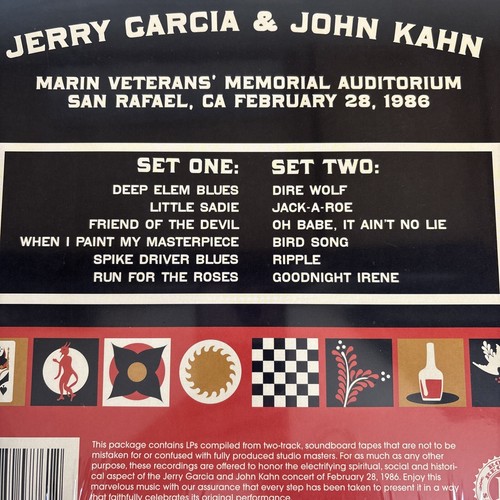 JERRY GARCIA & JOHN KAHN
MARIN VETERANS' MEMORIAL AUDITORIUM
SAN RAFAEL, CA FEBRUARY 28, 1986
SET ONE:
DEEP ELEM BLUES
LITTLE SADIE
FRIEND OF THE DEVIL
WHEN I PAINT MY MASTERPIECE
SPIKE DRIVER BLUES
RUN FOR THE ROSES
SET TWO:
DIRE WOLF
JACK-A-ROE
OH BABE, IT AIN'T NO LIE
BIRD SONG
RIPPLE
GOODNIGHT IRENE
This package contains LPs compiled from two-track, soundboard tapes that are not to be
mistaken for or confused with fully produced studio masters. For as much as any other
purpose, these recordings are offered to honor the electrifying spiritual, social and histori-
cal aspect of the Jerry Garcia and John Kahn concert of February 28, 1986. Enjoy this
marvelous music with our assurance that every step has been taken to present it in a way
that faithfully celebrates its original performance.